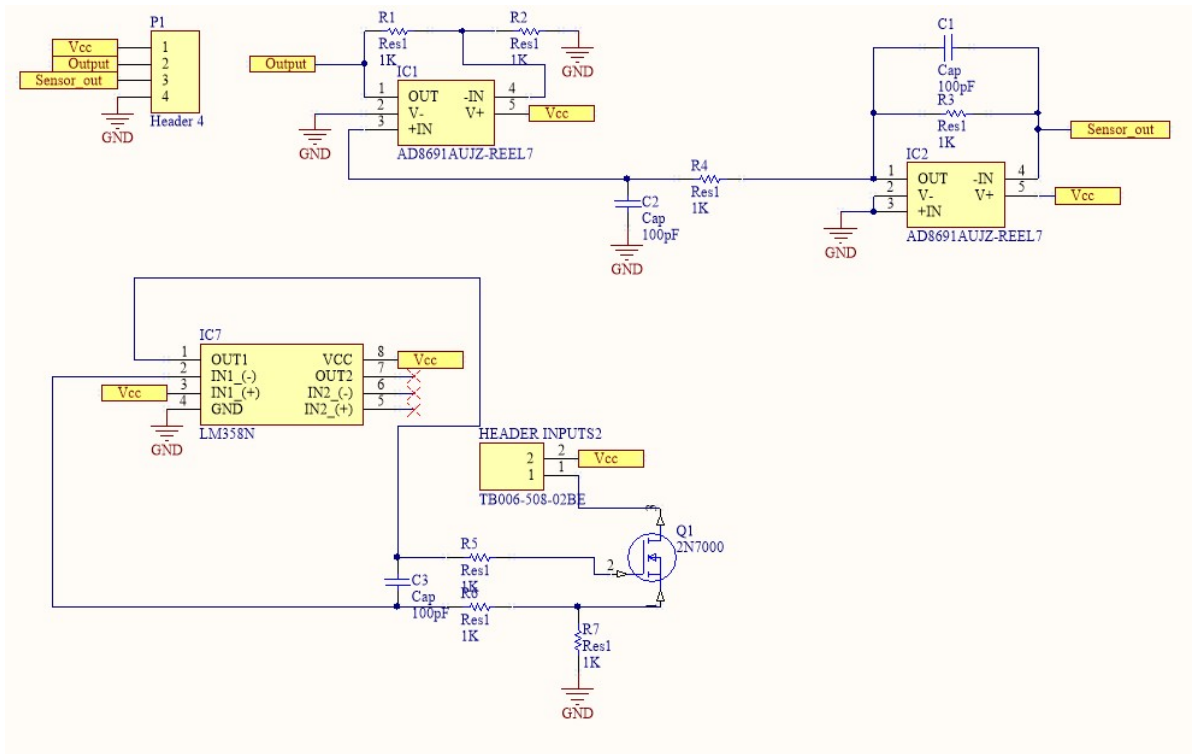 P1
Vcc
1
Output
2
Sensor_out
3
4
Header 4
GND
R1
Res1
1K
R2
Res1
1K
GND
Output
IC1
1
OUT
-IN
4
2
V-
V+
5
Vcc
3
+IN
AD8691AUJZ-REEL7
GND
C1
Cap
100pF
R3
Res1
1K
Sensor_out
IC2
1
OUT
-IN
4
2
V-
V+
5
Vcc
3
+IN
AD8691AUJZ-REEL7
GND
R4
Res1
1K
C2
Cap
100pF
GND
IC7
1
OUT1
VCC
8
Vcc
2
IN1_(-)
OUT2
7
Vcc
3
IN1_(+)
IN2_(-)
6
4
GND
IN2_(+)
5
LM358N
GND
HEADER INPUTS2
2
2
Vcc
1
1
TB006-508-02BE
3
Q1
2N7000
2
1
R5
Res1
1K
C3
Cap
100pF
R6
Res1
1K
R7
Res1
1K
GND